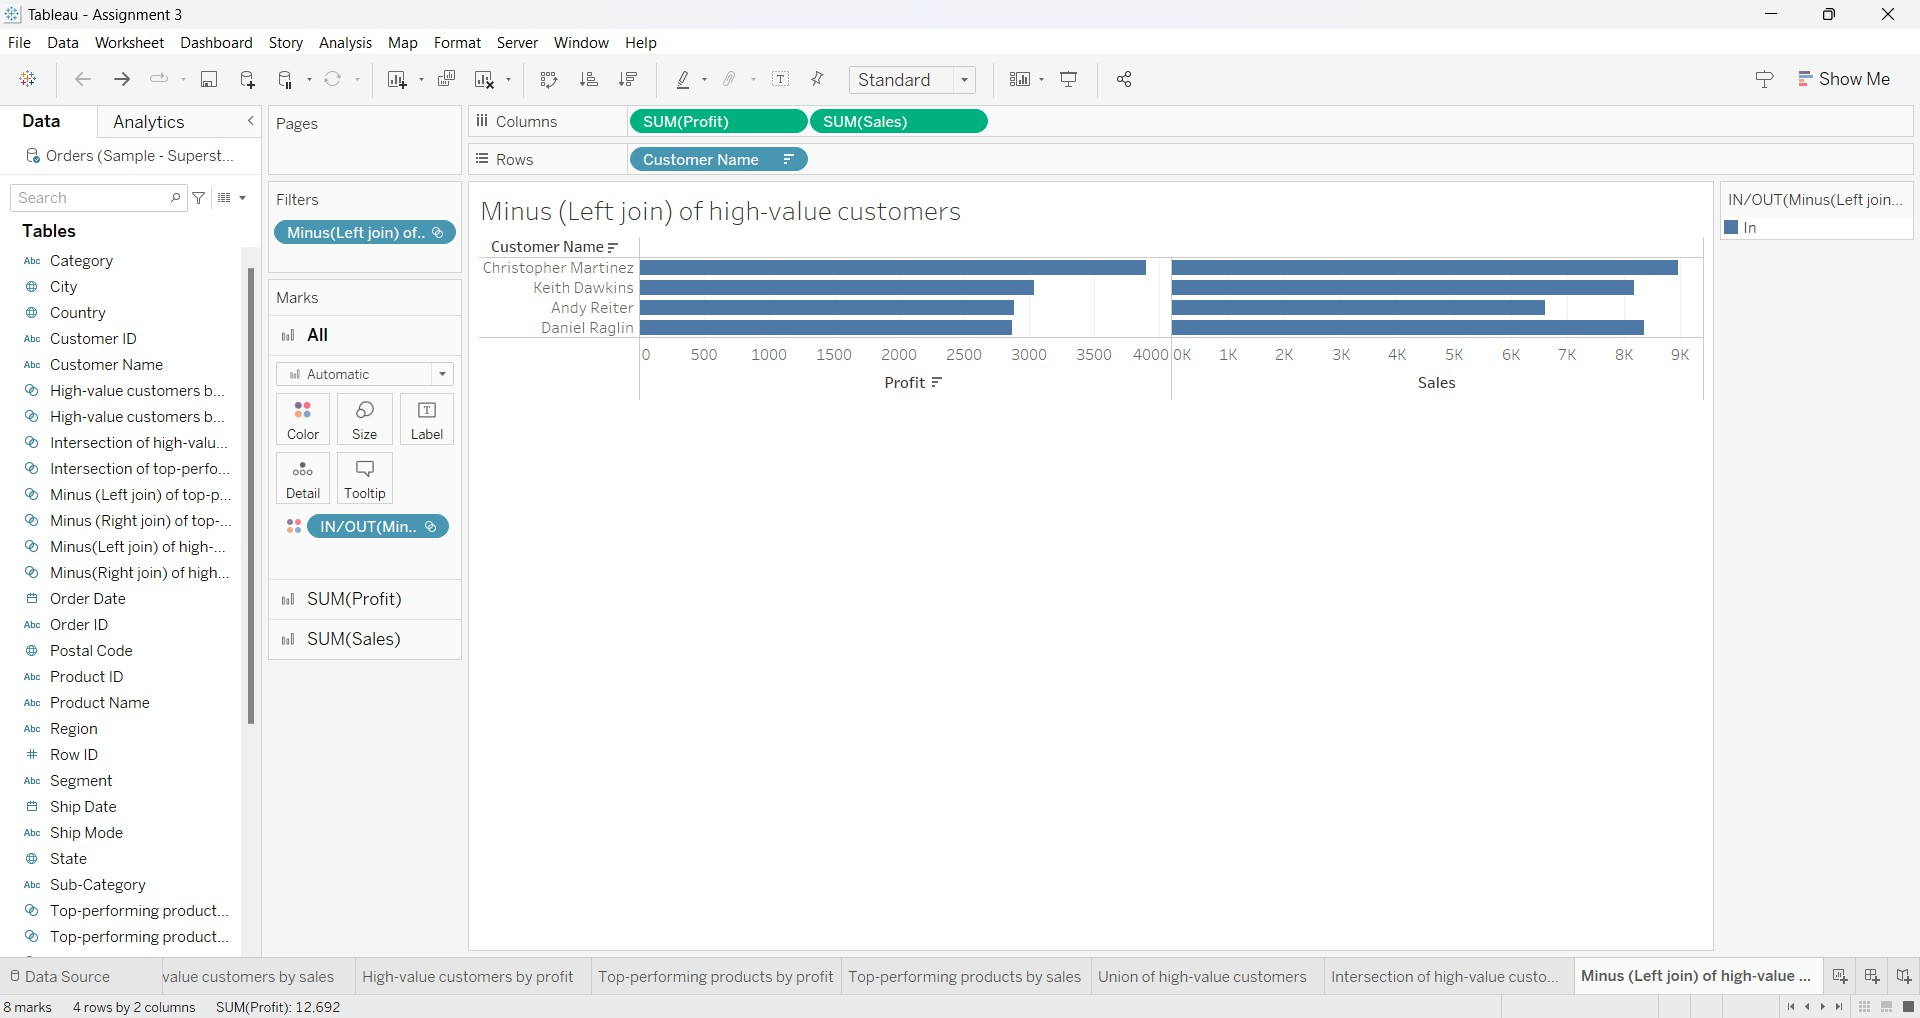 Tableau - Assignment 3
File Data Worksheet Dashboard Story Analysis Map Format Server Window Help
Standard
Show Me
Data
Analytics
Orders (Sample - Superst...
Search
Tables
Abc Category
City
Country
Abc Customer ID
Abc Customer Name
High-value customers b...
High-value customers b...
Intersection of high-valu...
Intersection of top-perfo...
Minus (Left join) of top-p...
Minus (Right join) of top-...
Minus(Left join) of high-...
Minus(Right join) of high...
Order Date
Abc Order ID
Postal Code
Abc Product ID
Abc Product Name
Abc Region
# Row ID
Abc Segment
Ship Date
Abc Ship Mode
State
Abc Sub-Category
Top-performing product...
Top-performing product...
Pages
Filters
Minus(Left join) of..
Marks
All
Automatic
Color
Size
Label
Detail
Tooltip
IN/OUT(Min..
SUM(Profit)
SUM(Sales)
Columns
SUM(Profit)
SUM(Sales)
Rows
Customer Name
Minus (Left join) of high-value customers
Customer Name
Christopher Martinez
Keith Dawkins
Andy Reiter
Daniel Raglin
0 500 1000 1500 2000 2500 3000 3500 4000
Profit
0K 1K 2K 3K 4K 5K 6K 7K 8K 9K
Sales
IN/OUT(Minus(Left join...
In
Data Source
value customers by sales
High-value customers by profit
Top-performing products by profit
Top-performing products by sales
Union of high-value customers
Intersection of high-value custo...
Minus (Left join) of high-value ...
8 marks 4 rows by 2 columns SUM(Profit): 12,692